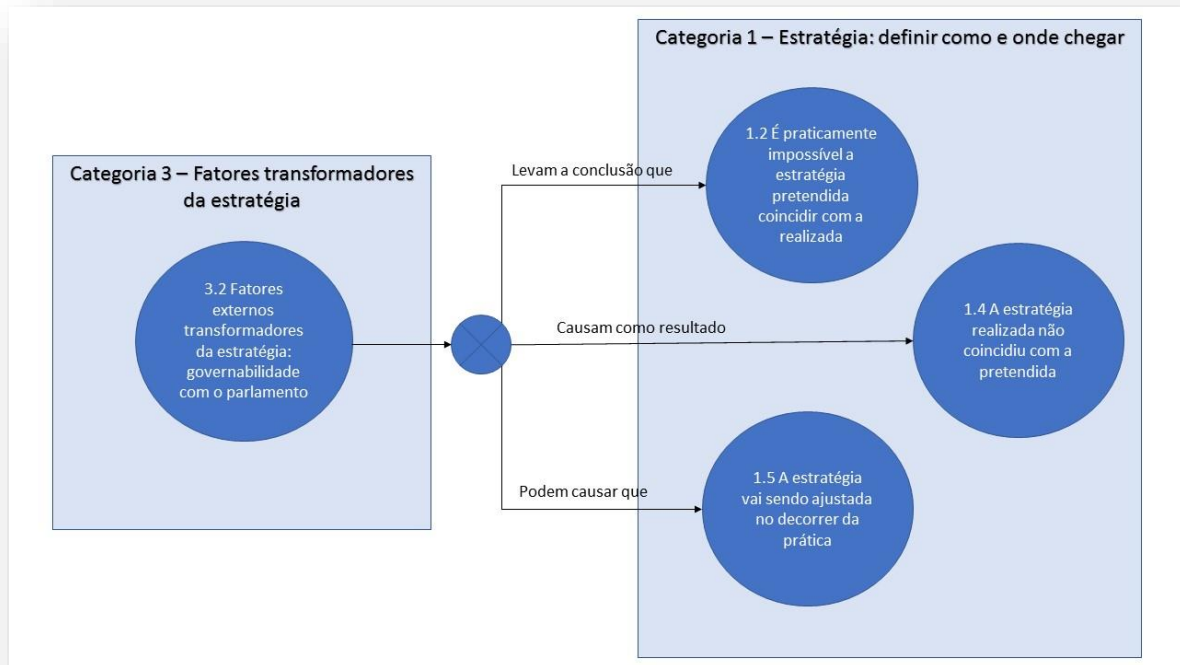 Categoria 3 – Fatores transformadores
da estratégia
3.2 Fatores
externos
transformadores
da estratégia:
governabilidade
com o parlamento
Levam a conclusão que
Causam como resultado
Podem causar que
Categoria 1 – Estratégia: definir como e onde chegar
1.2 É praticamente
impossível a
estratégia
pretendida
coincidir com a
realizada
1.4 A estratégia
realizada não
coincidiu com a
pretendida
1.5 A estratégia
vai sendo ajustada
no decorrer da
prática